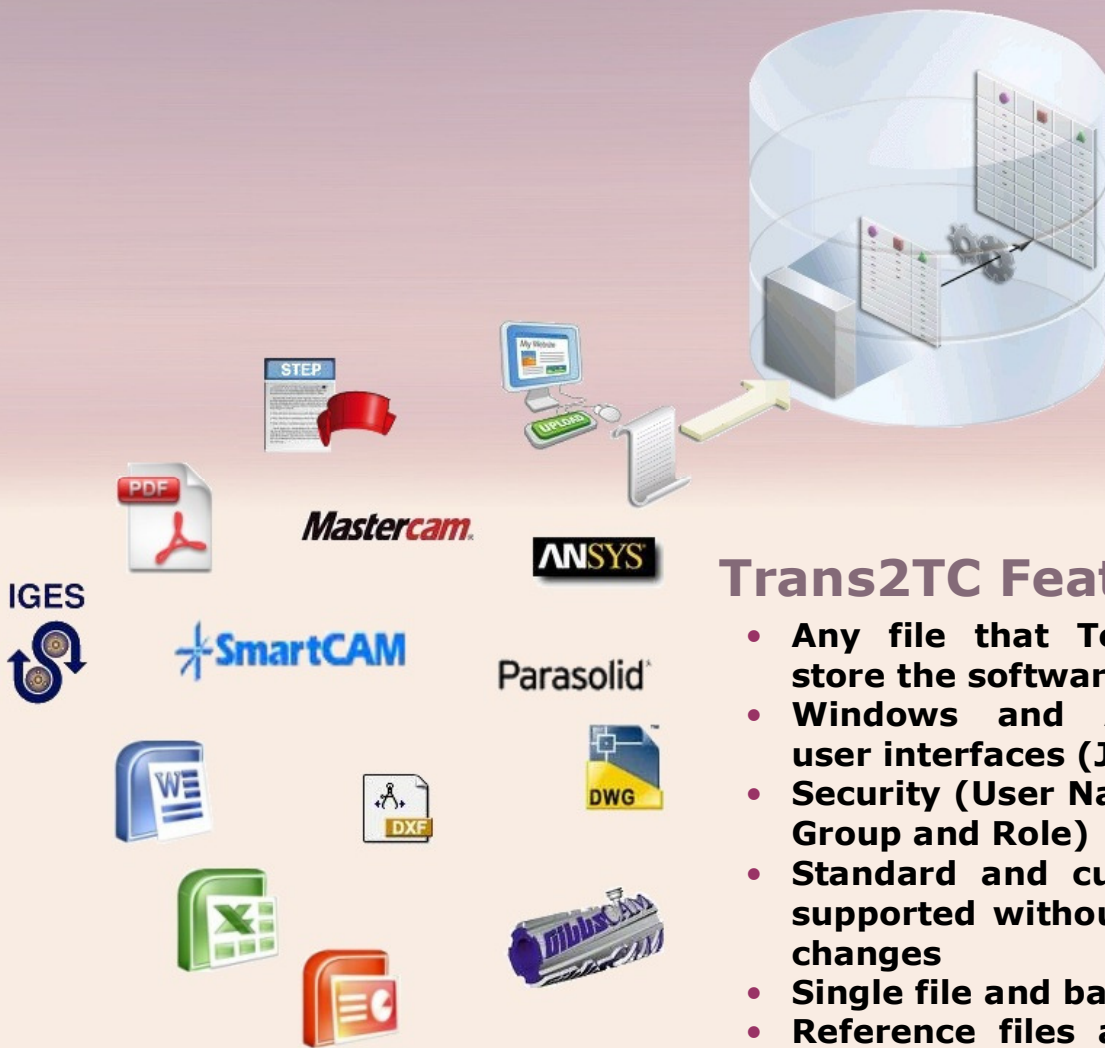 My Website
UPLOAD
STEP
PDF
Mastercam
ANSYS
IGES
SmartCAM
Parasolid
W
DWG
DXF
X
GibbsCAM
Trans2TC Feat
Any file that Te
store the softwar
Windows and
user interfaces (J
Security (User Na
Group and Role)
Standard and cu
supported withou
changes
Single file and ba
Reference files a